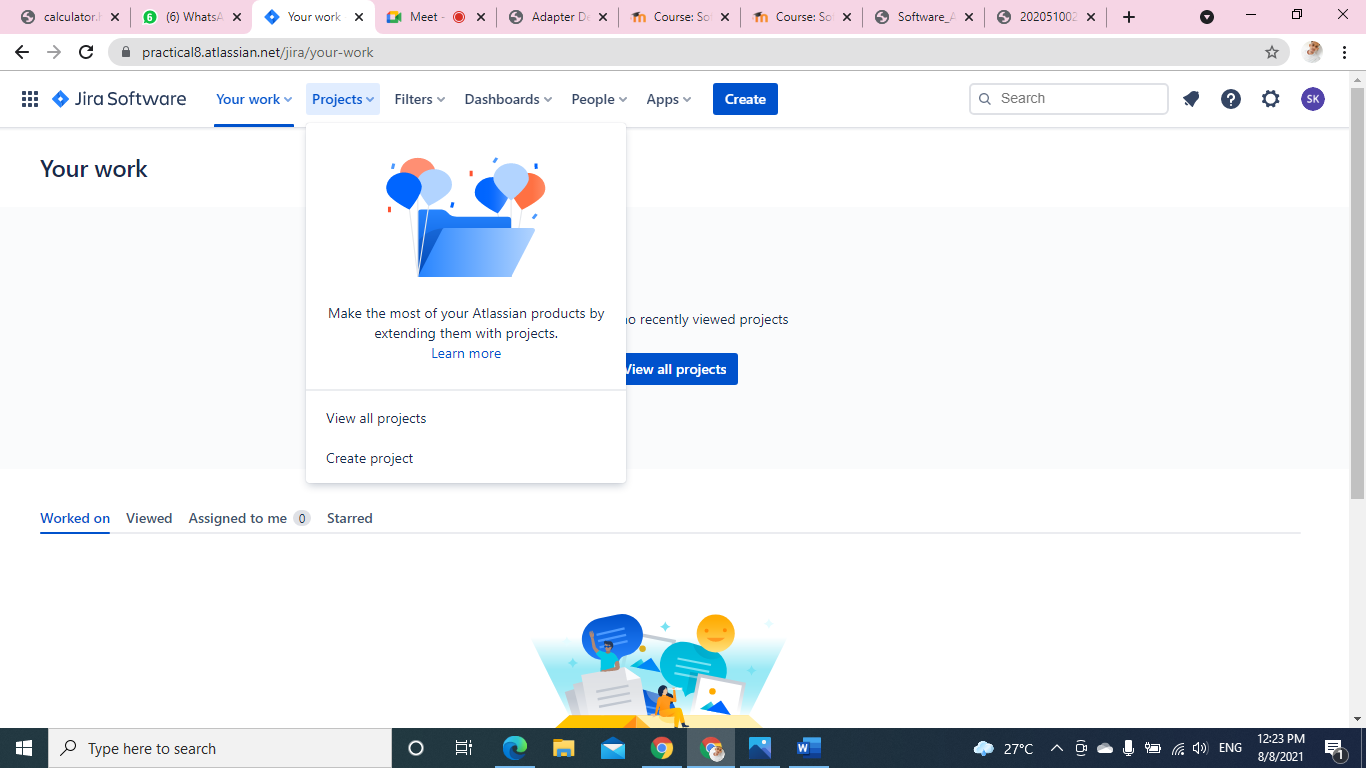 calculator.h
(6) WhatsA
Your work
Meet -
Adapter De
Course: Sof
Course: Sof
Software_A
202051002
practical8.atlassian.net/jira/your-work
Jira Software
Your work
Projects
Filters
Dashboards
People
Apps
Create
Search
SK
Your work
Make the most of your Atlassian products by
extending them with projects.
Learn more
no recently viewed projects
View all projects
View all projects
Create project
Worked on
Viewed
Assigned to me 0
Starred
Type here to search
27°C
ENG
12:23 PM
8/8/2021
1